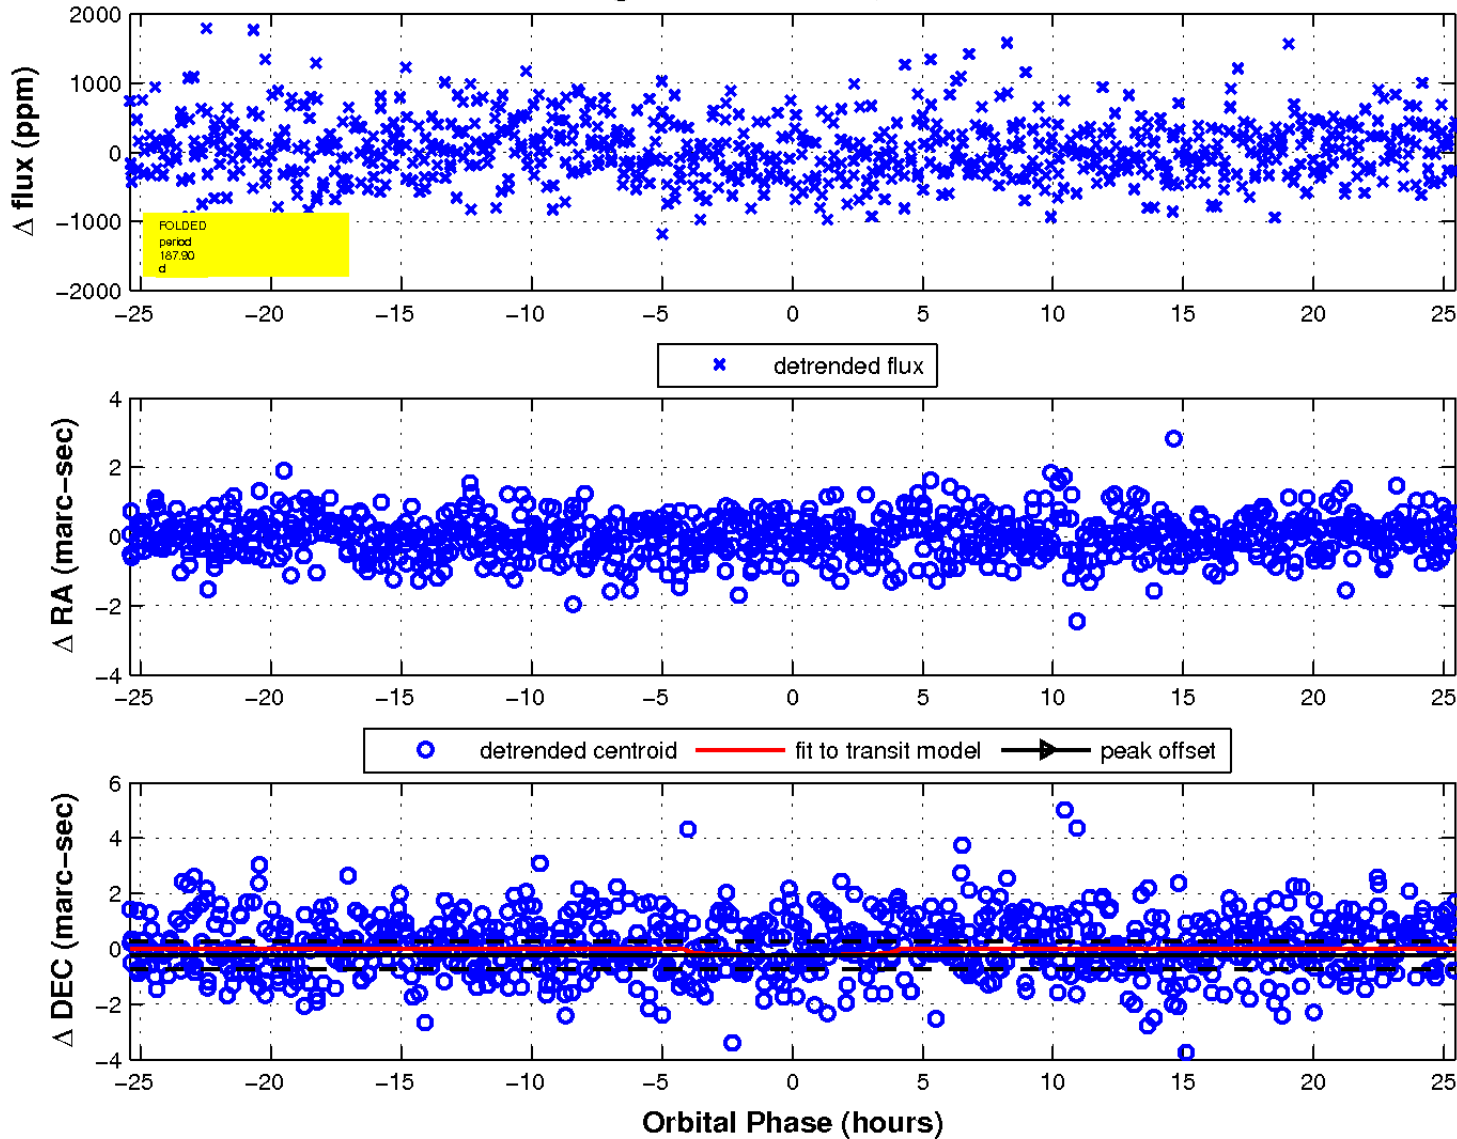 2000
1000
0
−1000
−2000
Δ flux (ppm)
FOLDED
period
187.90
d
−25 −20 −15 −10 −5 0 5 10 15 20 25
detrended flux
4
2
0
−2
−4
Δ RA (marc−sec)
−25 −20 −15 −10 −5 0 5 10 15 20 25
detrended centroid fit to transit model peak offset
6
4
2
0
−2
−4
Δ DEC (marc−sec)
−25 −20 −15 −10 −5 0 5 10 15 20 25
Orbital Phase (hours)